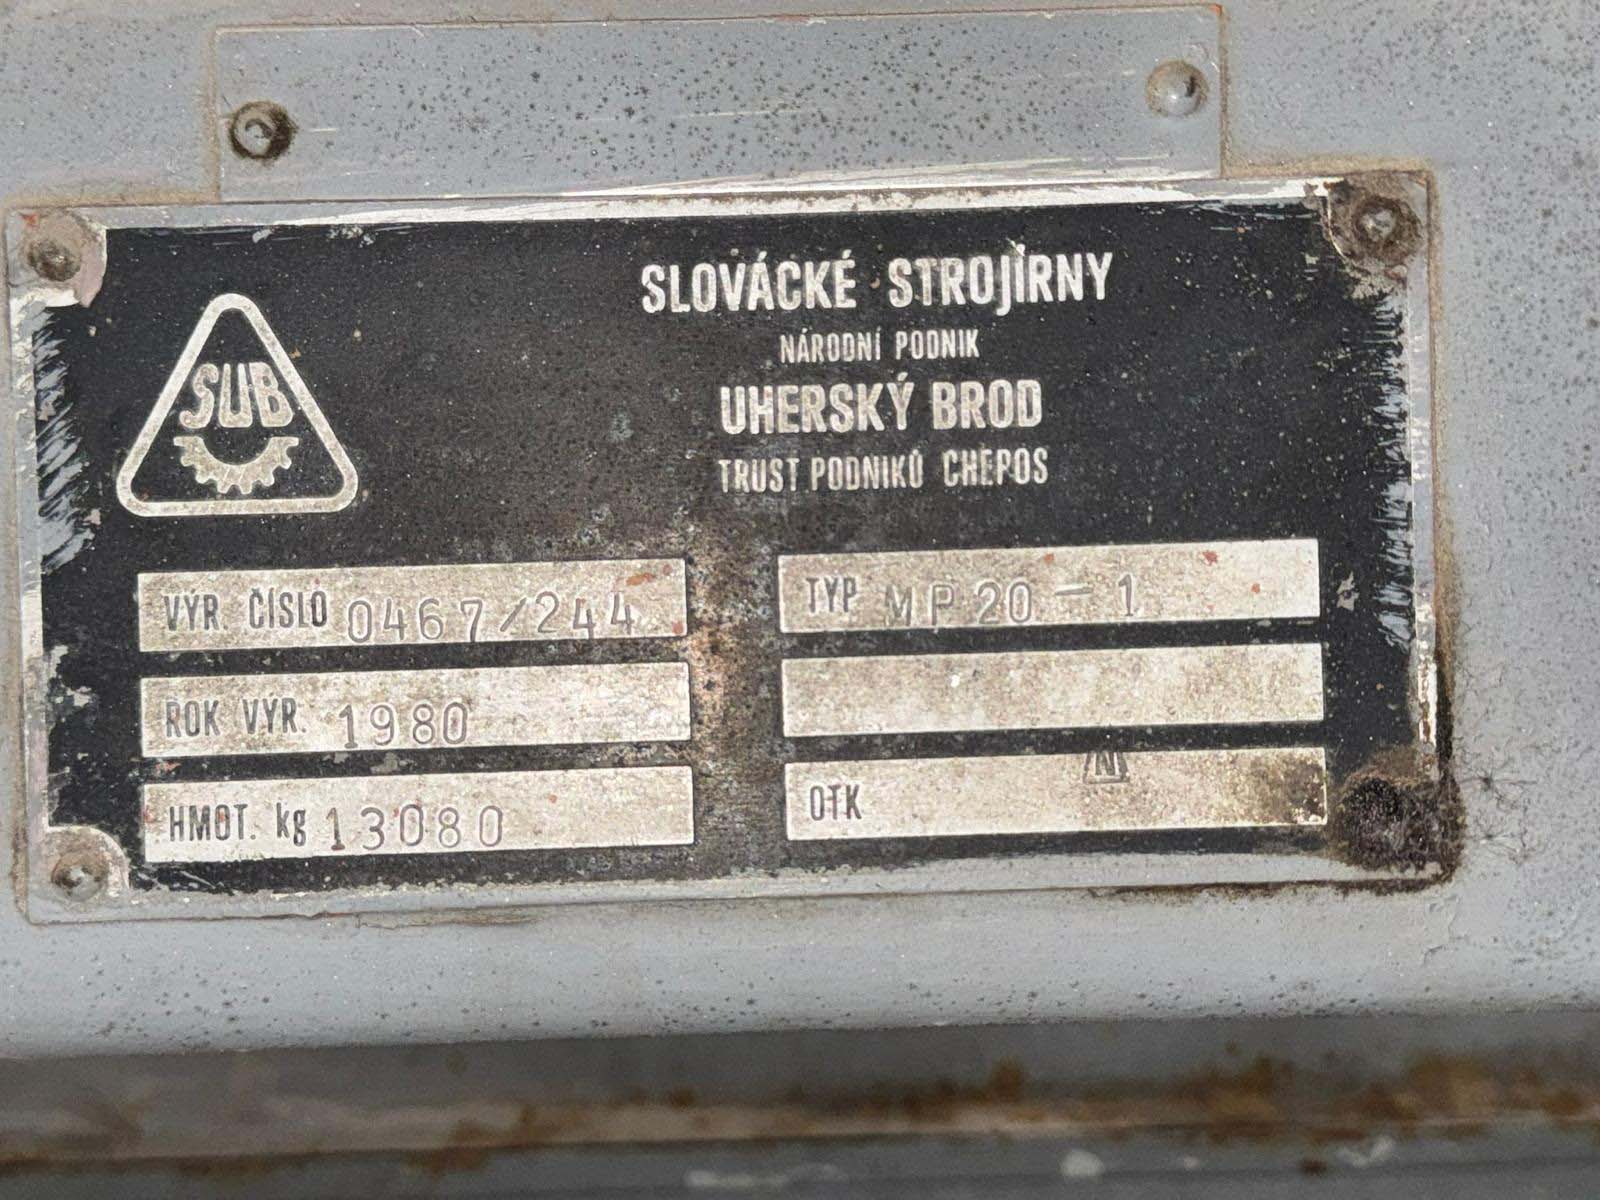 SUB
SLOVÁCKÉ STROJÍRNY
NÁRODNÍ PODNIK
UHERSKÝ BROD
TRUST PODNIKŮ CHEPOS
VÝR. ČÍSLO 0467/244
TYP MP 20 - 1
ROK VÝR. 1980
HMOT. kg 13080
OTK N